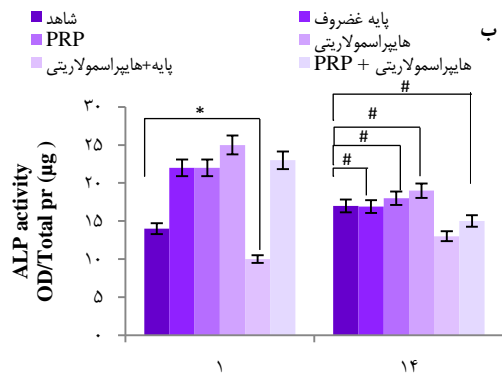 ب
شاهد
پایه غضروف
PRP
هایپراسمولاریتی
پایه+هایپراسمولاریتی
PRP + هایپراسمولاریتی
ALP activity
OD/Total pr (µg)
۳۰
۲۵
۲۰
۱۵
۱۰
۵
۰
*
#
#
#
#
۱
۱۴